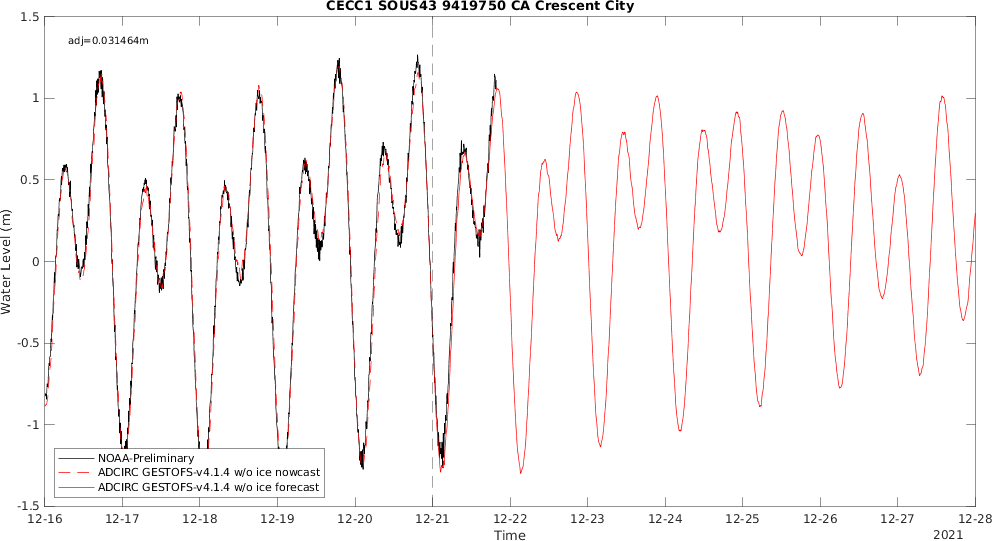 CECC1 SOUS43 9419750 CA Crescent City
adj=0.031464m
1.5
1
0.5
0
-0.5
-1
-1.5
Water Level (m)
NOAA-Preliminary
ADCIRC GESTOFS-v4.1.4 w/o ice nowcast
ADCIRC GESTOFS-v4.1.4 w/o ice forecast
12-16 12-17 12-18 12-19 12-20 12-21 12-22 12-23 12-24 12-25 12-26 12-27 12-28
Time
2021